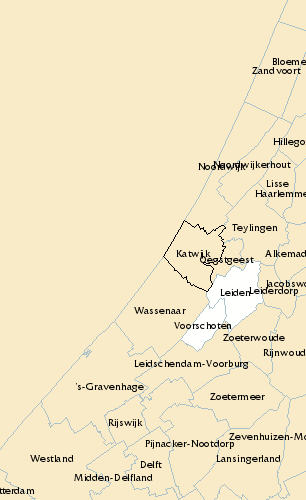 Bloeme
Zandvoort
Hillego
Noordwijkerhout
Noordwijk
Lisse
Haarlemme
Teylingen
Katwijk
Oegstgeest
Alkemad
Jacobswo
Leiden
Leiderdorp
Wassenaar
Voorschoten
Zoeterwoude
Rijnwoud
Leidschendam-Voorburg
's-Gravenhage
Zoetermeer
Rijswijk
Zevenhuizen-Mo
Pijnacker-Nootdorp
Westland
Delft
Lansingerland
Midden-Delfland
tterdam